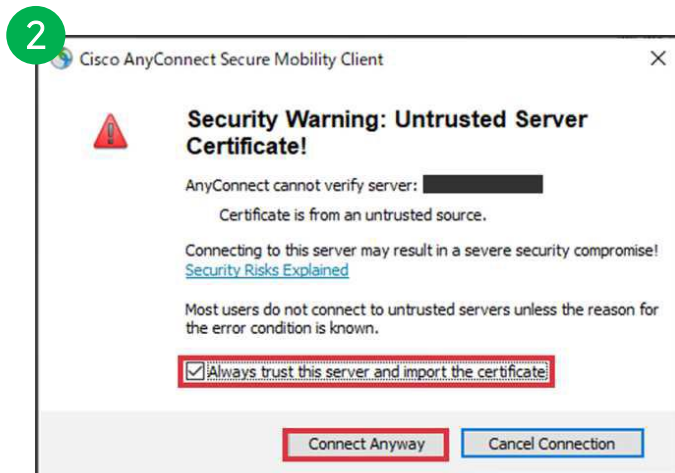 2
Cisco AnyConnect Secure Mobility Client
Security Warning: Untrusted Server
Certificate!
AnyConnect cannot verify server:
Certificate is from an untrusted source.
Connecting to this server may result in a severe security compromise!
Security Risks Explained
Most users do not connect to untrusted servers unless the reason for
the error condition is known.
Always trust this server and import the certificate
Connect Anyway
Cancel Connection